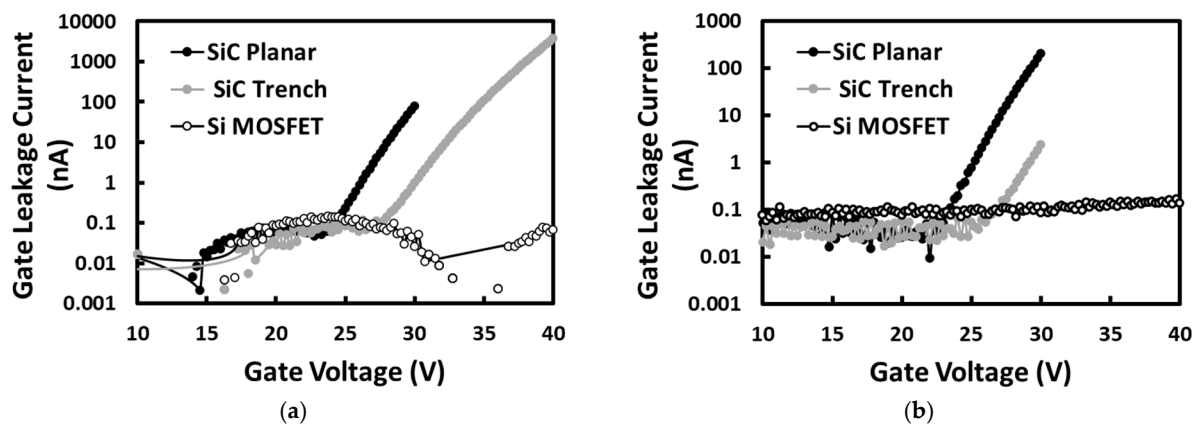 Gate Leakage Current
(nA)
10000
1000
100
10
1
0.1
0.01
0.001
SiC Planar
SiC Trench
Si MOSFET
10 15 20 25 30 35 40
Gate Voltage (V)
(a)
Gate Leakage Current
(nA)
1000
100
10
1
0.1
0.01
0.001
SiC Planar
SiC Trench
Si MOSFET
10 15 20 25 30 35 40
Gate Voltage (V)
(b)